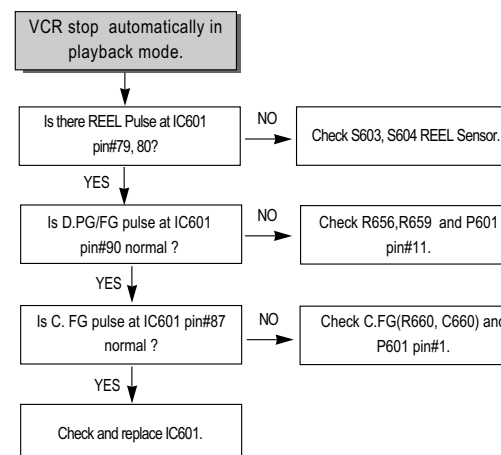 VCR stop automatically in
playback mode.
Is there REEL Pulse at IC601
pin#79, 80?
NO
Check S603, S604 REEL Sensor.
YES
Is D.PG/FG pulse at IC601
pin#90 normal ?
NO
Check R656,R659 and P601
pin#11.
YES
Is C. FG pulse at IC601 pin#87
normal ?
NO
Check C.FG(R660, C660) and
P601 pin#1.
YES
Check and replace IC601.